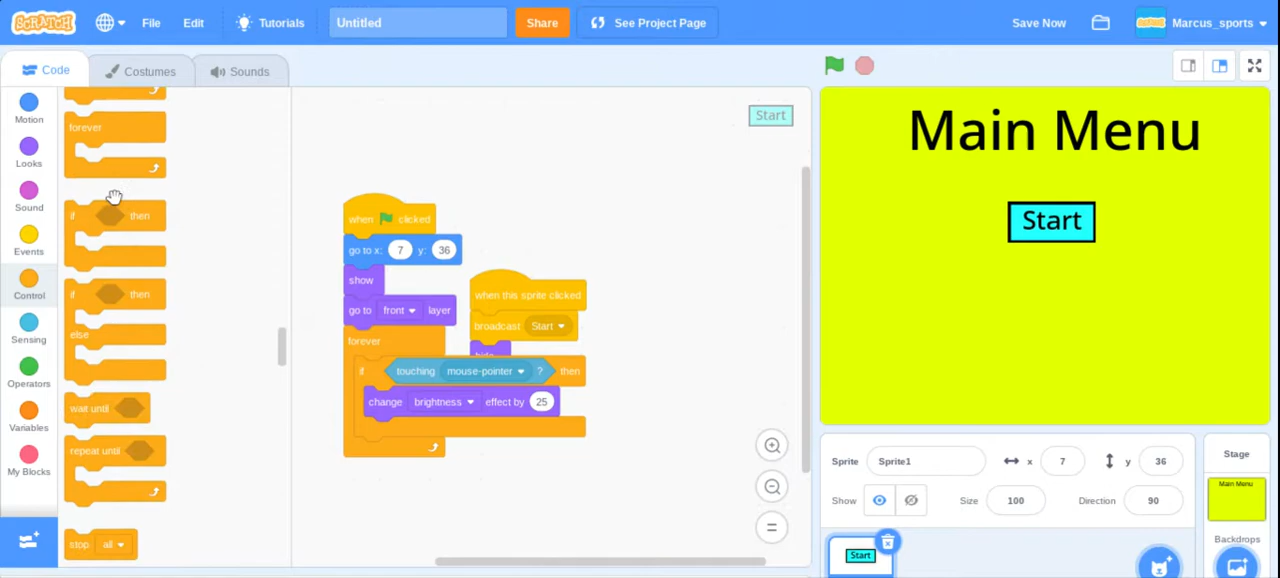 SCRATCH File Edit Tutorials Untitled Share See Project Page Save Now Marcus_sports
Code Costumes Sounds
Motion
Looks
Sound
Events
Control
Sensing
Operators
Variables
My Blocks
forever
if then
if then
else
wait until
repeat until
stop all
Start
when clicked
go to x: 7 y: 36
show
go to front layer
forever
if touching mouse-pointer ? then
change brightness effect by 25
when this sprite clicked
broadcast Start
hide
Main Menu
Start
Sprite Sprite1 x 7 y 36
Show Size 100 Direction 90
Start
Stage
Main Menu
Backdrops